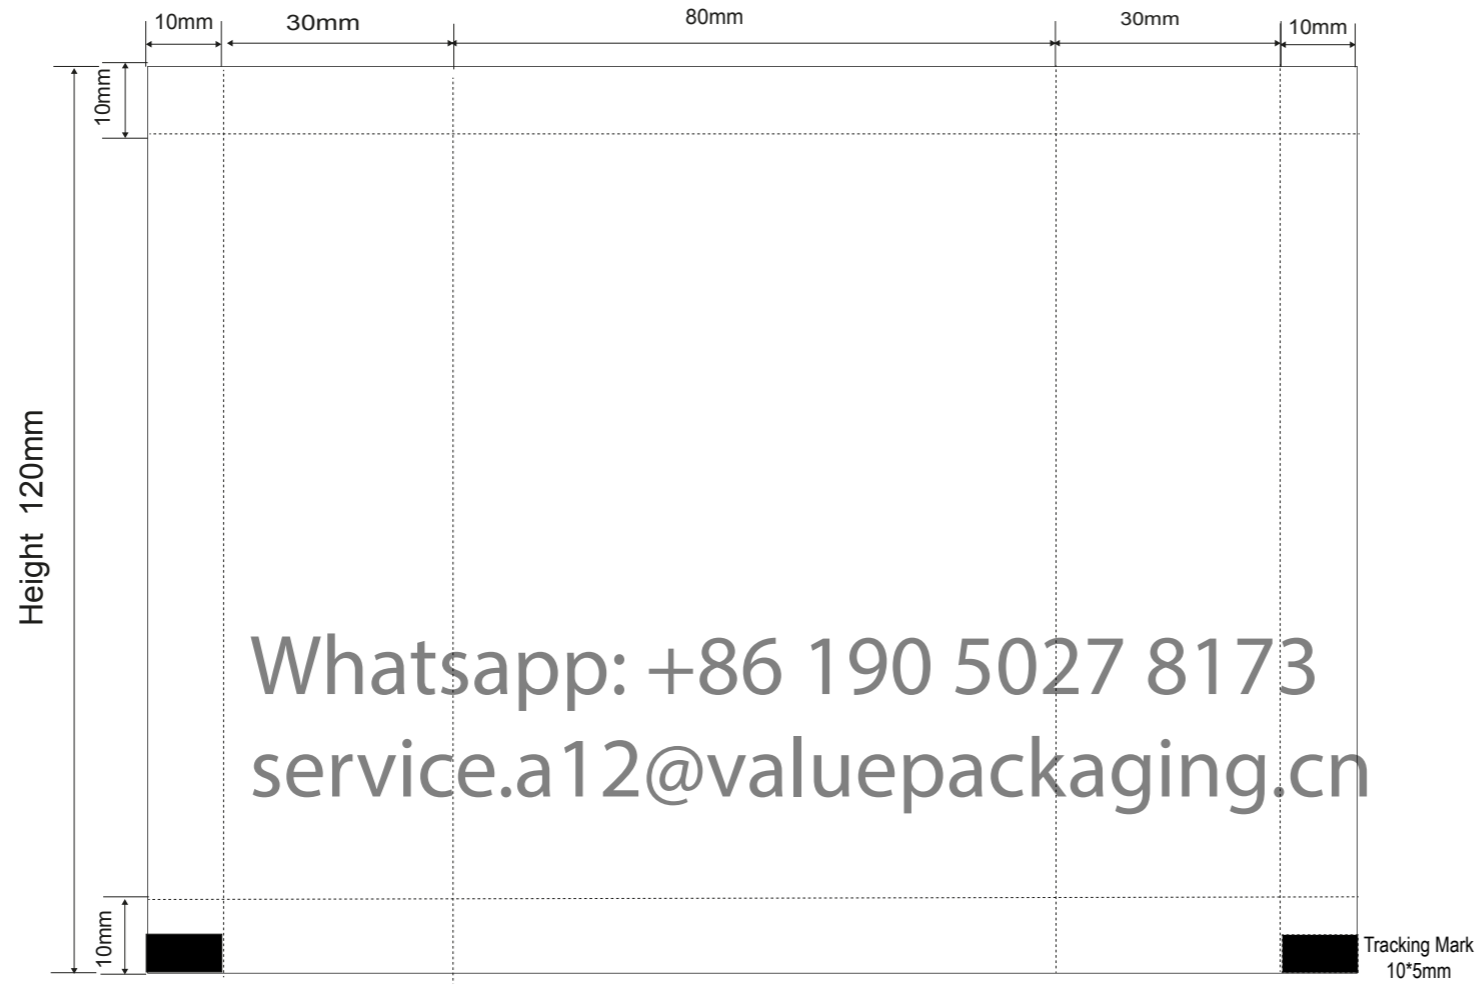 10mm
30mm
80mm
30mm
10mm
10mm
Height 120mm
Whatsapp: +86 190 5027 8173
service.a12@valuepackaging.cn
10mm
Tracking Mark
10*5mm